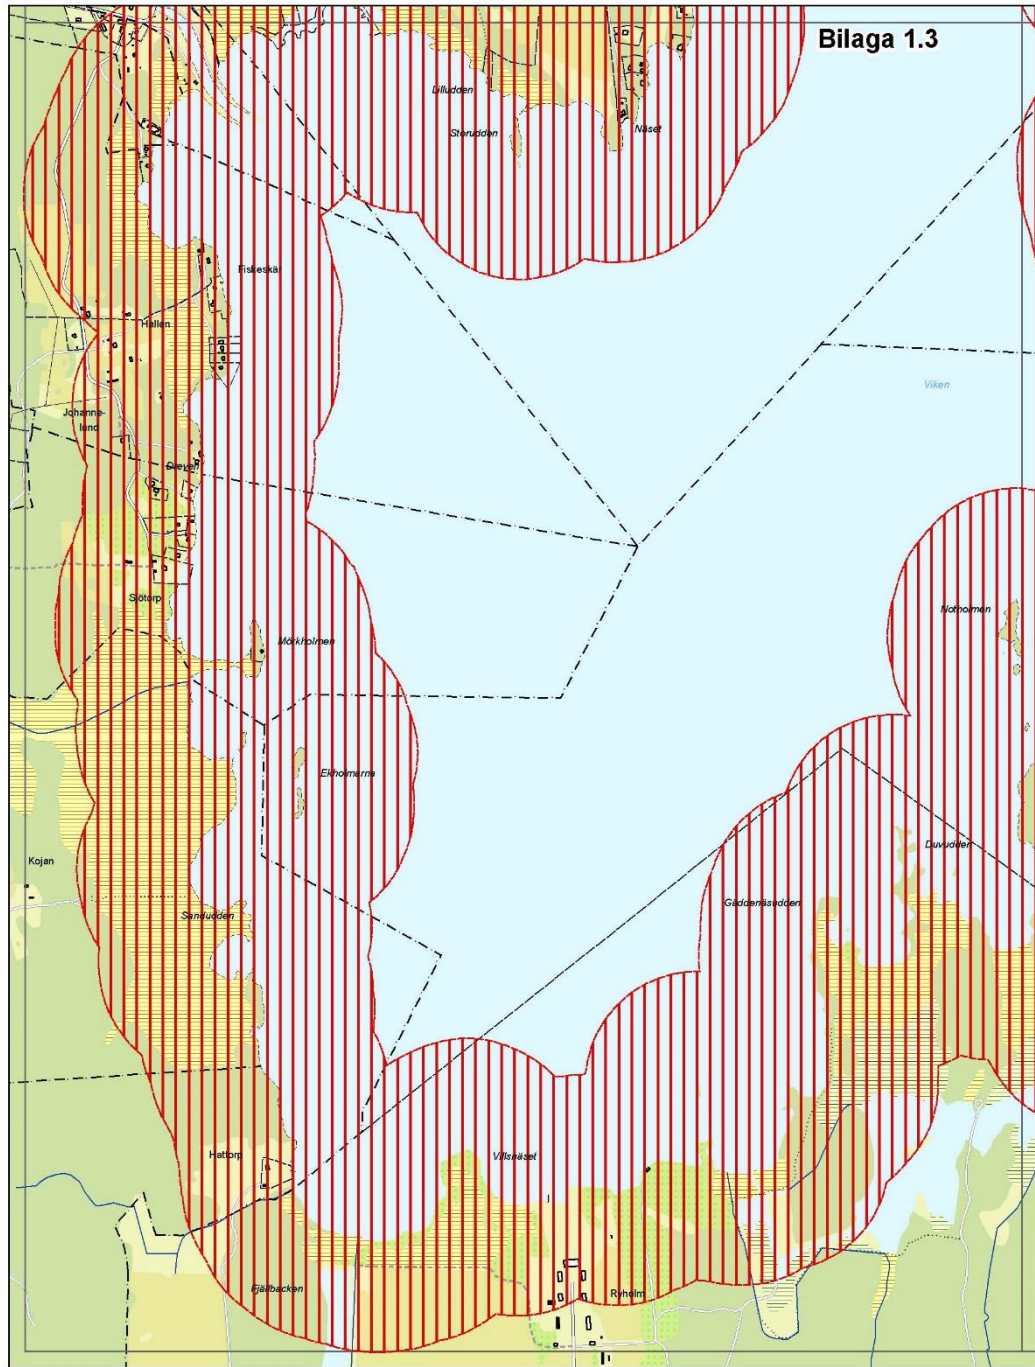 Bilaga 1.3
Lilludden
Storudden
Näset
Fiskeskär
Hallen
Viken
Johanne-
lund
Dreven
Sjötorp
Notholmen
Mörkholmen
Ekholmarna
Duvudden
Kojan
Gäddenäsudden
Sandudden
Hattorp
Villsnäset
Fjällbacken
Ryholm